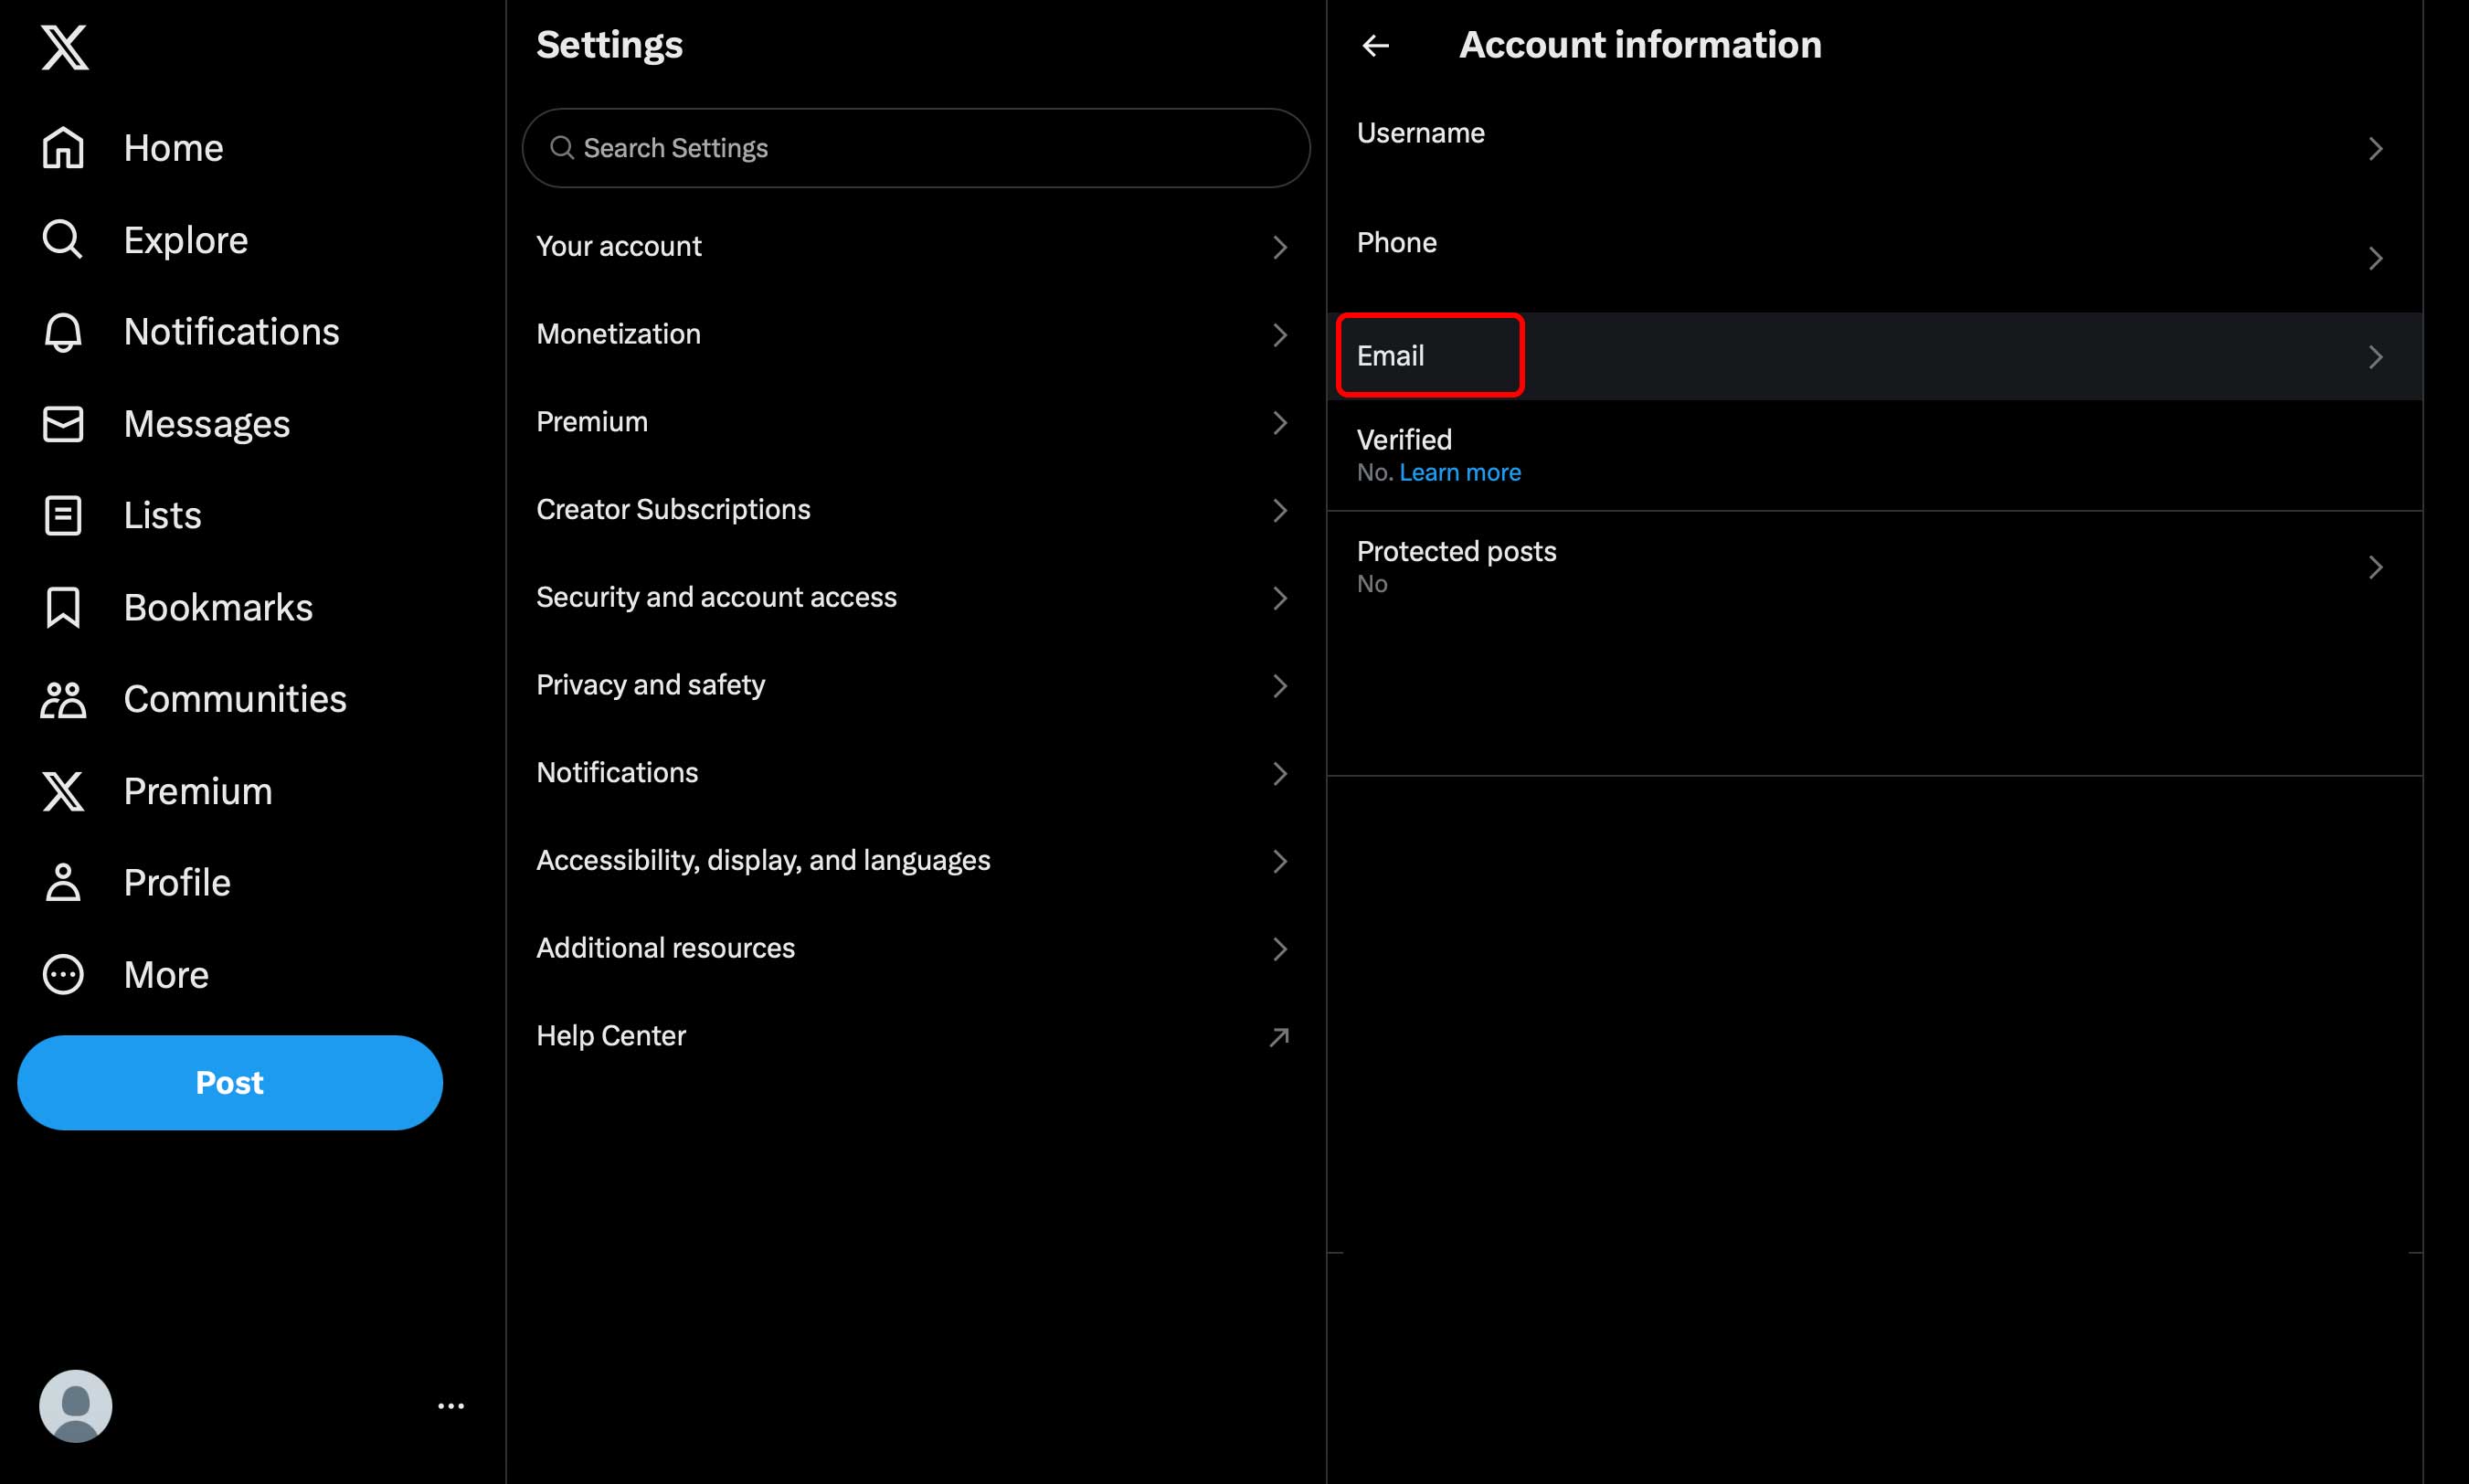 Home
Explore
Notifications
Messages
Lists
Bookmarks
Communities
Premium
Profile
More
Post
Settings
Search Settings
Your account
Monetization
Premium
Creator Subscriptions
Security and account access
Privacy and safety
Notifications
Accessibility, display, and languages
Additional resources
Help Center
Account information
Username
Phone
Email
Verified
No. Learn more
Protected posts
No